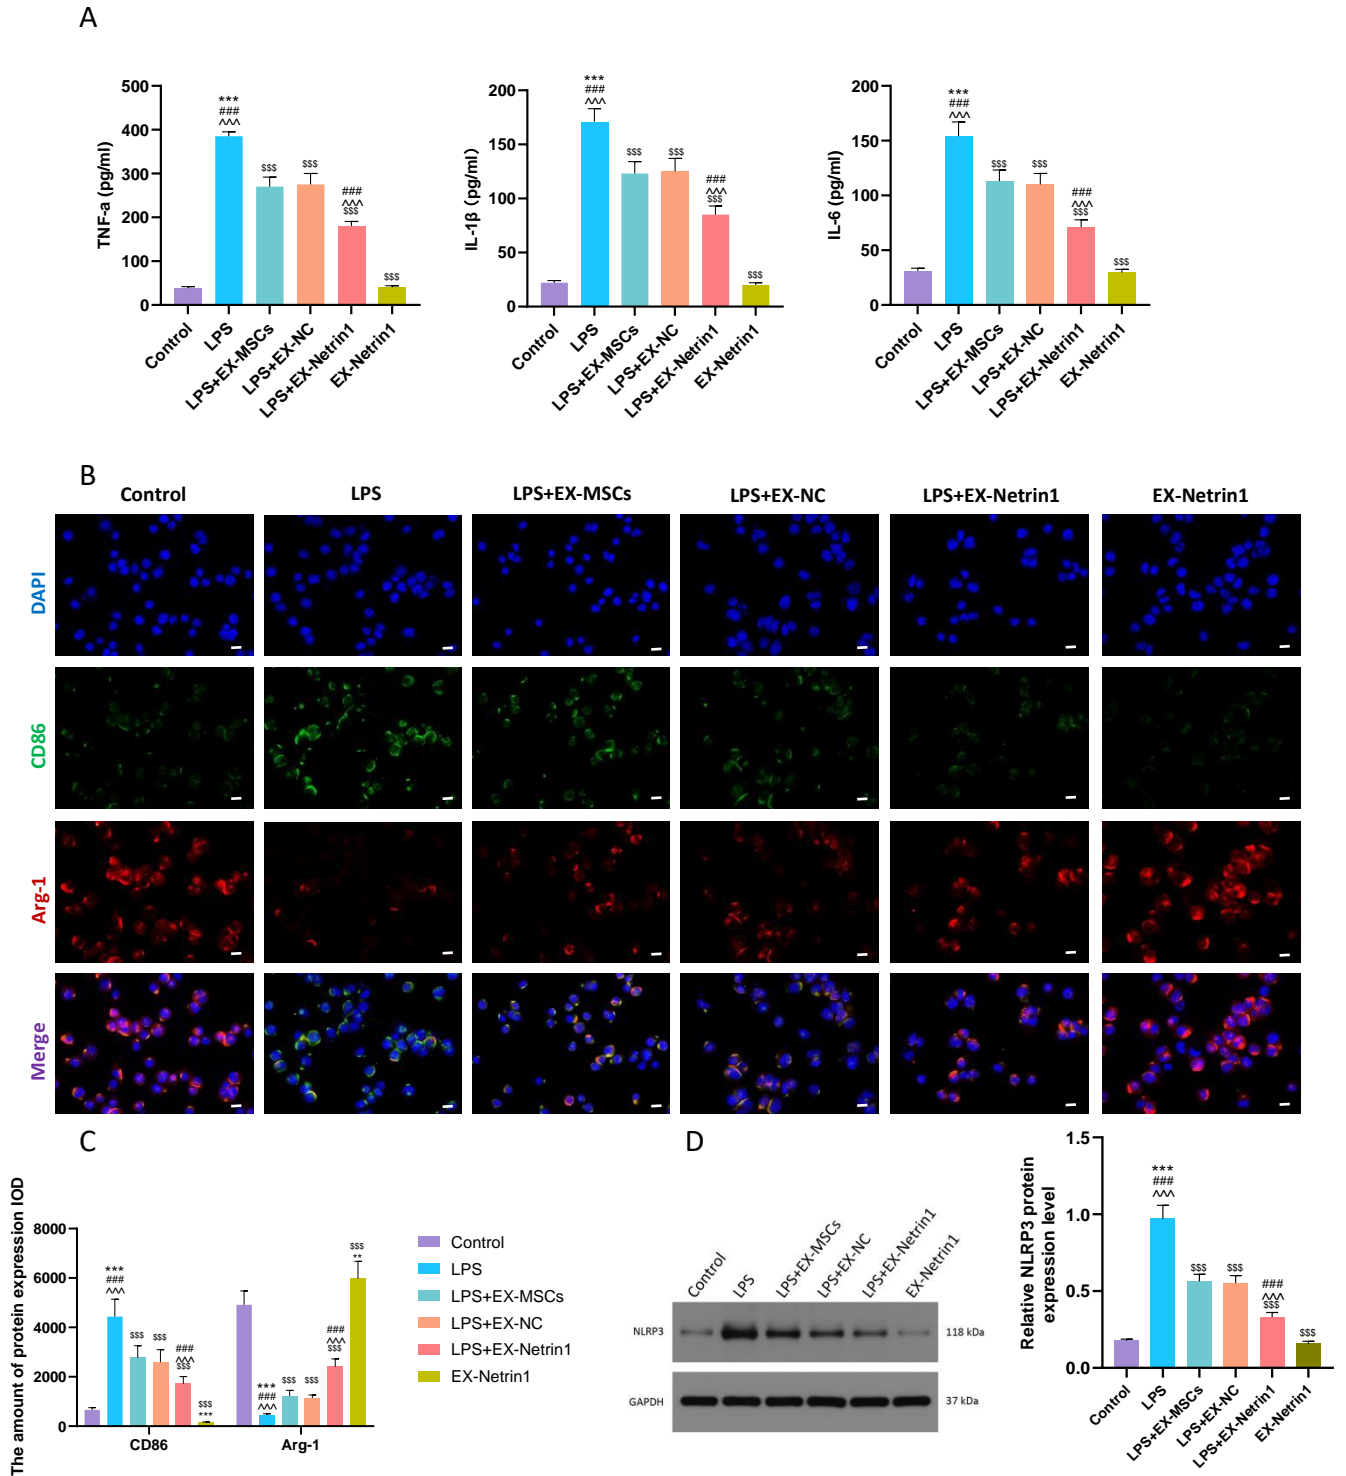 A
500
400
300
200
100
0
TNF-a (pg/ml)
***
###
^^^
$$$
$$$
###
^^^
$$$
$$$
Control
LPS
LPS+EX-MSCs
LPS+EX-NC
LPS+EX-Netrin1
EX-Netrin1
200
150
100
50
0
IL-1β (pg/ml)
***
###
^^^
$$$
$$$
###
^^^
$$$
$$$
Control
LPS
LPS+EX-MSCs
LPS+EX-NC
LPS+EX-Netrin1
EX-Netrin1
200
150
100
50
0
IL-6 (pg/ml)
***
###
^^^
$$$
$$$
###
^^^
$$$
$$$
Control
LPS
LPS+EX-MSCs
LPS+EX-NC
LPS+EX-Netrin1
EX-Netrin1
B
Control LPS LPS+EX-MSCs LPS+EX-NC LPS+EX-Netrin1 EX-Netrin1
DAPI
CD86
Arg-1
Merge
C
The amount of protein expression IOD
8000
6000
4000
2000
0
***
###
^^^
$$$
$$$
###
^^^
$$$
$$$
***
***
###
^^^
$$$
$$$
###
^^^
$$$
$$$
**
CD86 Arg-1
Control
LPS
LPS+EX-MSCs
LPS+EX-NC
LPS+EX-Netrin1
EX-Netrin1
D
Control
LPS
LPS+EX-MSCs
LPS+EX-NC
LPS+EX-Netrin1
EX-Netrin1
NLRP3 118 kDa
GAPDH 37 kDa
Relative NLRP3 protein
expression level
1.5
1.0
0.5
0.0
***
###
^^^
$$$
$$$
###
^^^
$$$
$$$
Control
LPS
LPS+EX-MSCs
LPS+EX-NC
LPS+EX-Netrin1
EX-Netrin1